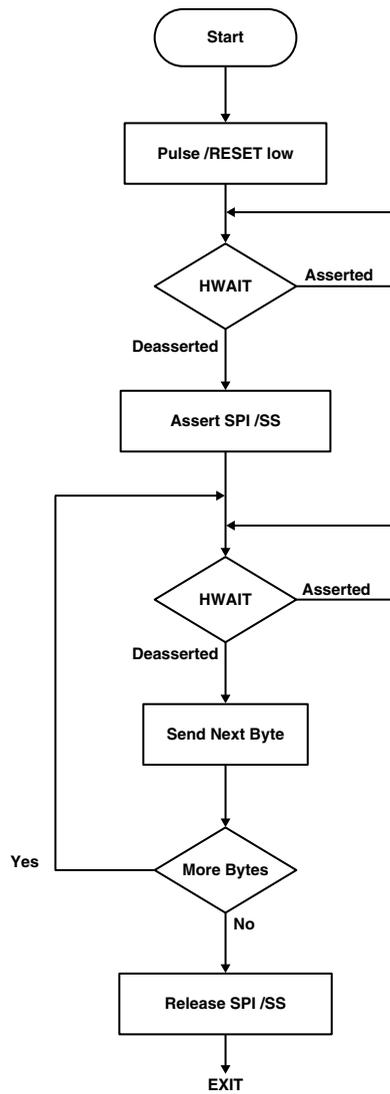 Start
Pulse /RESET low
HWAIT
Asserted
Deasserted
Assert SPI /SS
HWAIT
Asserted
Deasserted
Send Next Byte
More Bytes
Yes
No
Release SPI /SS
EXIT